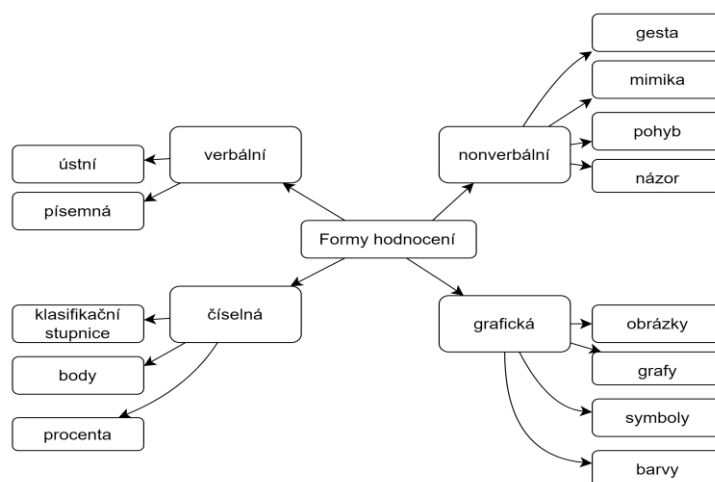 gesta
mimika
pohyb
názor
nonverbální
verbální
ústní
písemná
Formy hodnocení
číselná
klasifikační
stupnice
body
procenta
grafická
obrázky
grafy
symboly
barvy